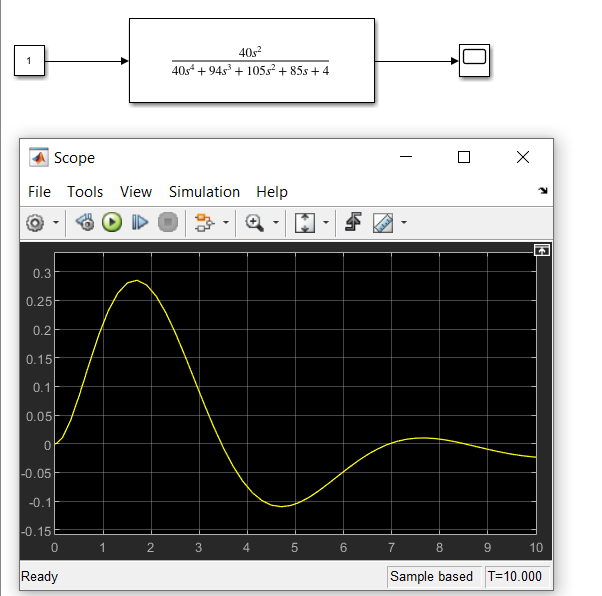 1
40s²
40s⁴ + 94s³ + 105s² + 85s + 4
Scope
File Tools View Simulation Help
0.3
0.25
0.2
0.15
0.1
0.05
0
-0.05
-0.1
-0.15
0 1 2 3 4 5 6 7 8 9 10
Ready Sample based T=10.000